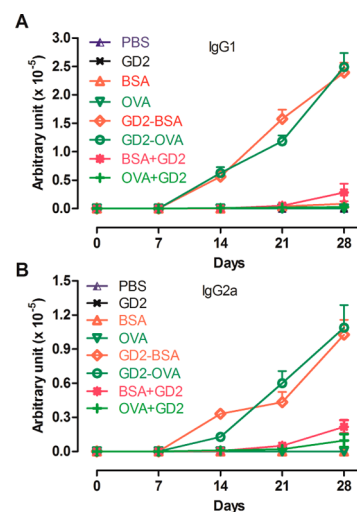 A
IgG1
Arbitrary unit (x 10⁻⁵)
3.0
2.5
2.0
1.5
1.0
0.5
0.0
PBS
GD2
BSA
OVA
GD2-BSA
GD2-OVA
BSA+GD2
OVA+GD2
0 7 14 21 28
Days
B
IgG2a
Arbitrary unit (x 10⁻⁵)
1.5
1.2
0.9
0.6
0.3
0.0
PBS
GD2
BSA
OVA
GD2-BSA
GD2-OVA
BSA+GD2
OVA+GD2
0 7 14 21 28
Days